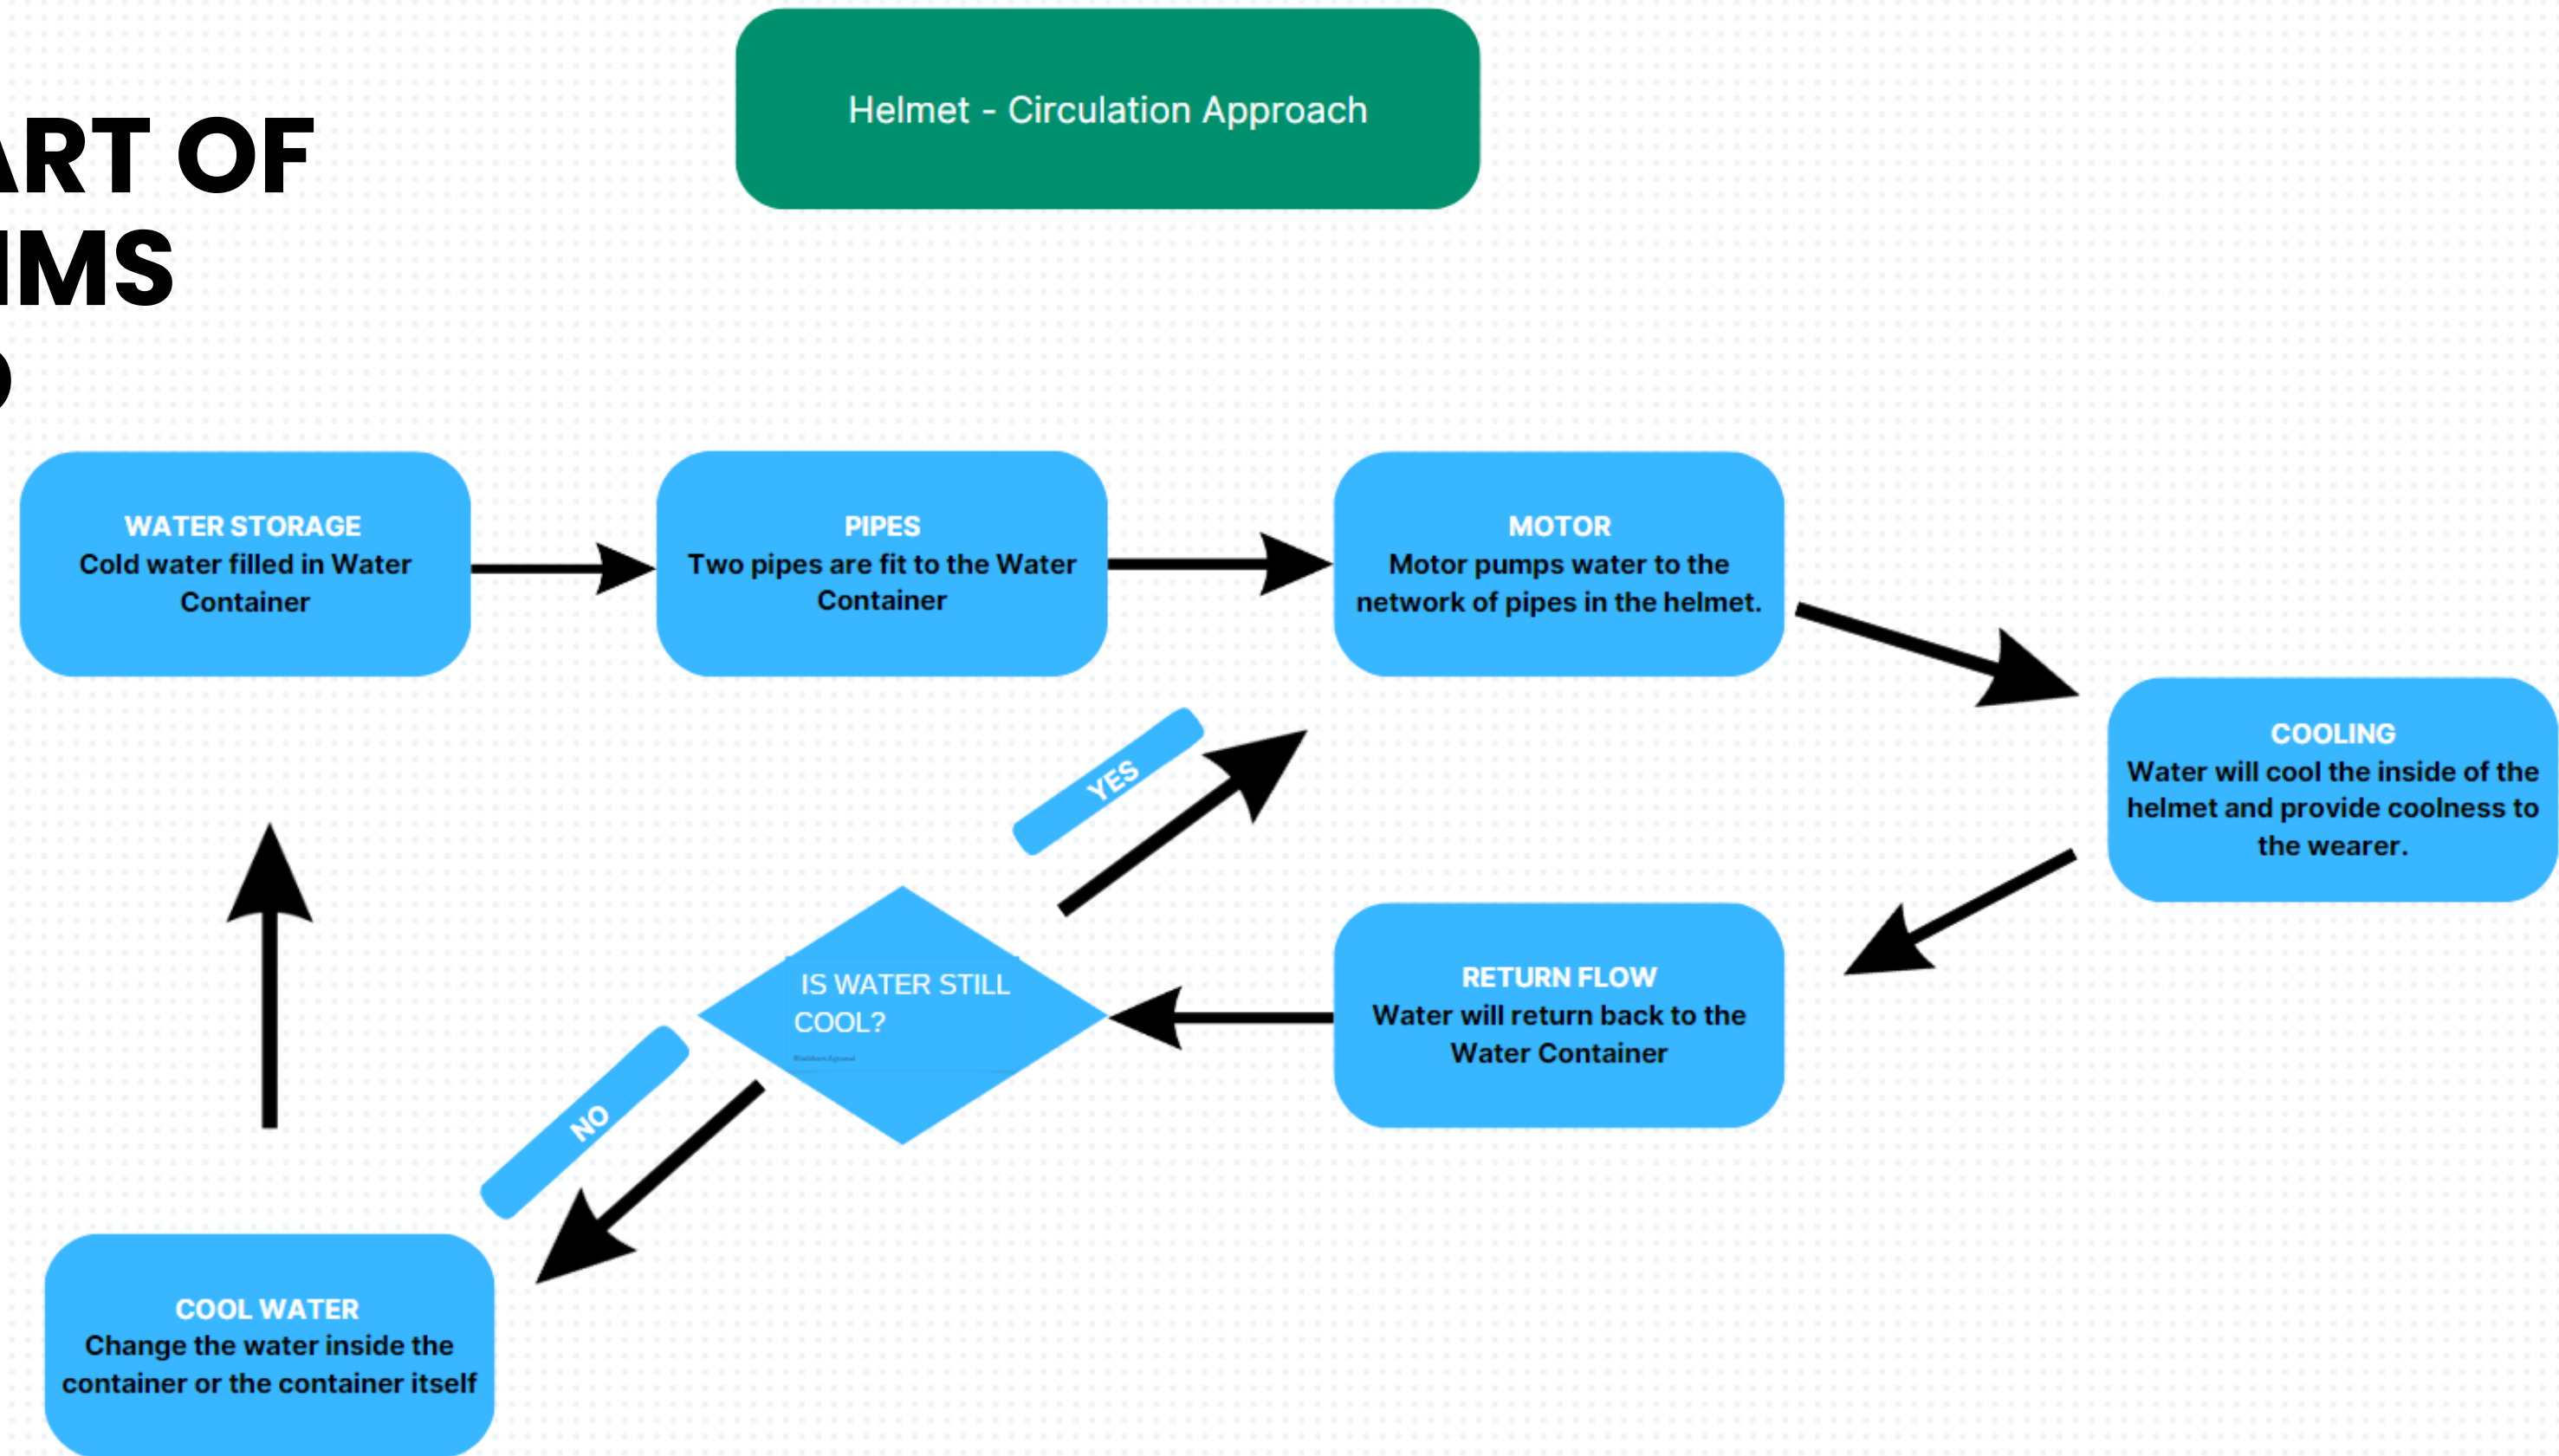 Helmet - Circulation Approach
ART OF
IMS
WATER STORAGE
Cold water filled in Water
Container
PIPES
Two pipes are fit to the Water
Container
MOTOR
Motor pumps water to the
network of pipes in the helmet.
COOLING
Water will cool the inside of the
helmet and provide coolness to
the wearer.
YES
RETURN FLOW
Water will return back to the
Water Container
IS WATER STILL
COOL?
NO
COOL WATER
Change the water inside the
container or the container itself